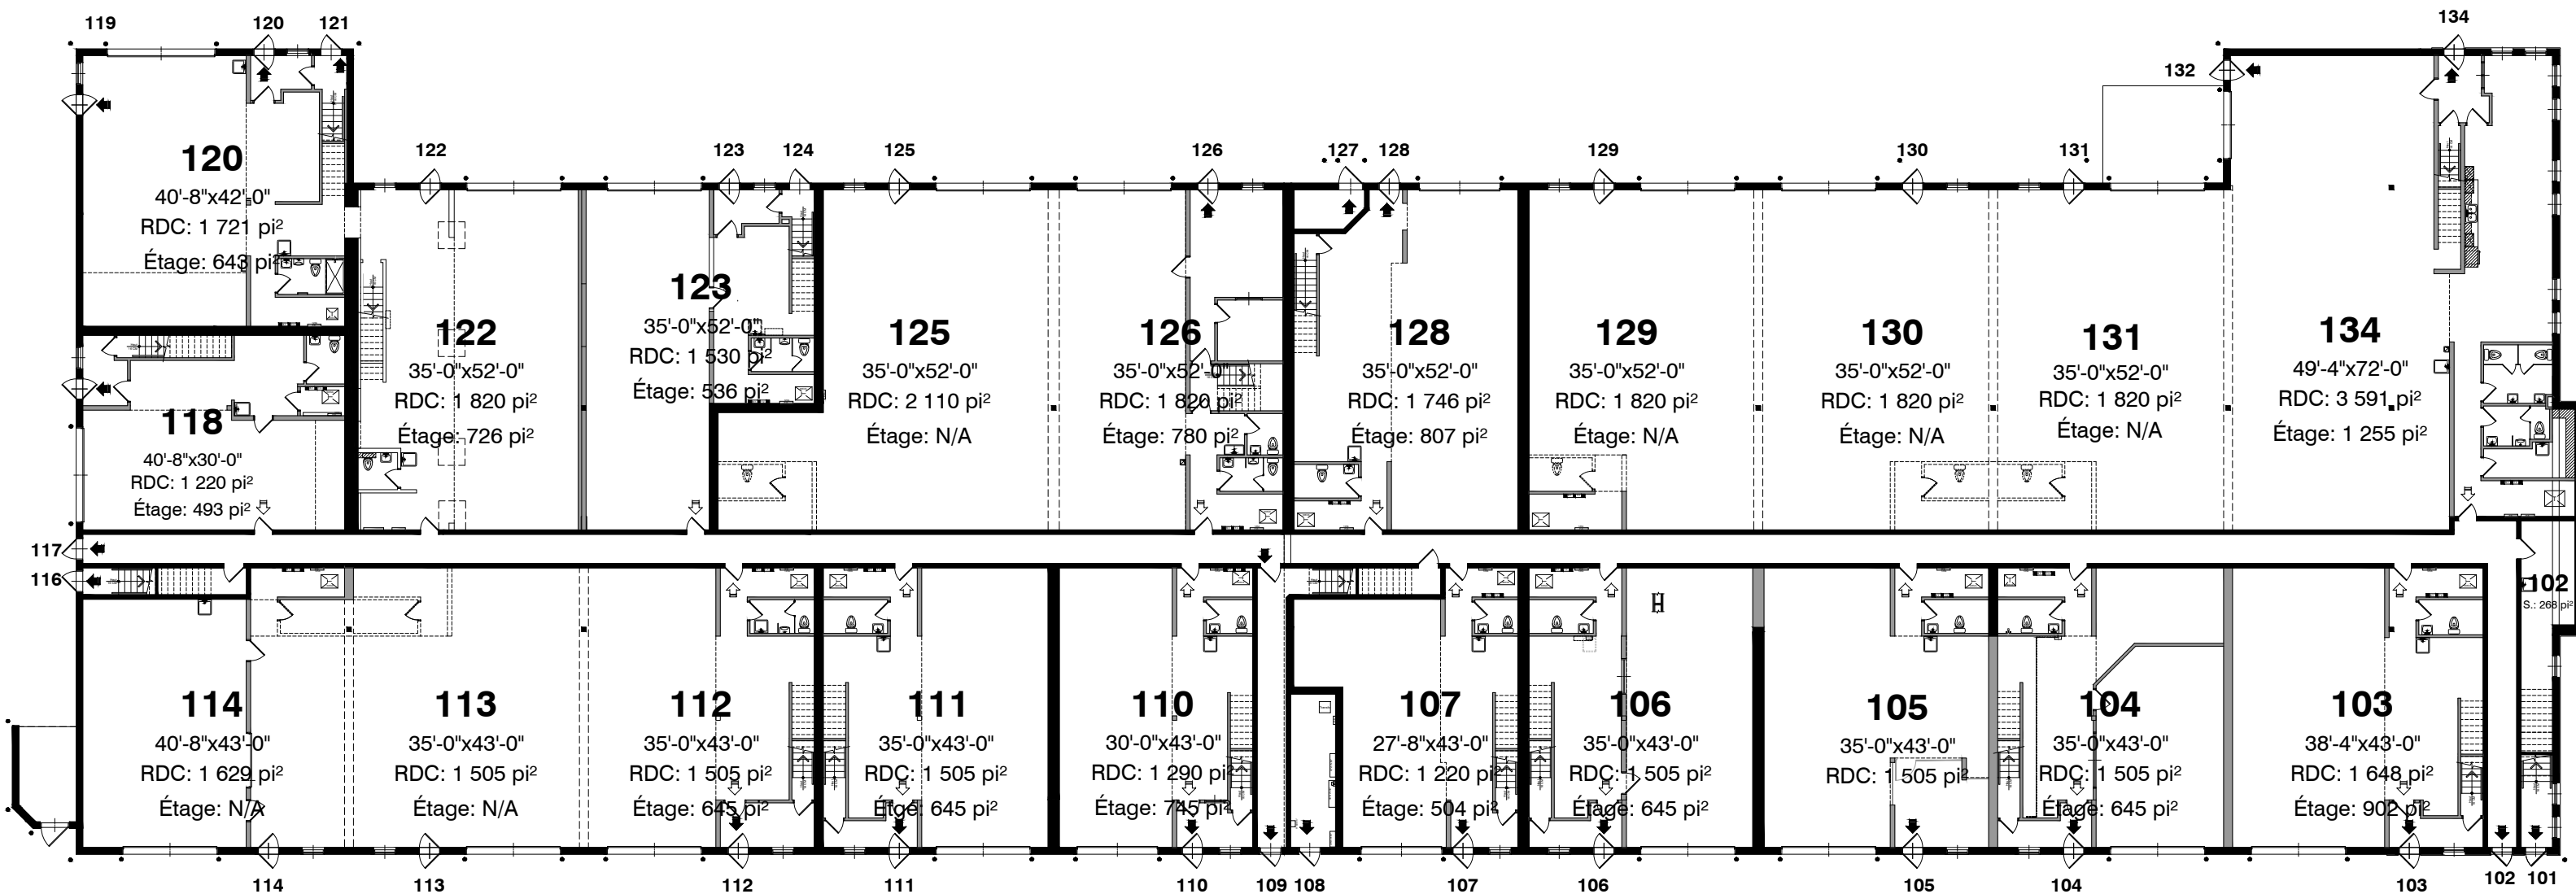 119
120
121
134
132
122
123
124
125
126
127
128
129
130
131
120
40'-8"x42'-0"
RDC: 1 721 pi²
Étage: 643 pi²
118
40'-8"x30'-0"
RDC: 1 220 pi²
Étage: 493 pi²
122
35'-0"x52'-0"
RDC: 1 820 pi²
Étage: 726 pi²
123
35'-0"x52'-0"
RDC: 1 530 pi²
Étage: 536 pi²
125
35'-0"x52'-0"
RDC: 2 110 pi²
Étage: N/A
126
35'-0"x52'-0"
RDC: 1 820 pi²
Étage: 780 pi²
128
35'-0"x52'-0"
RDC: 1 746 pi²
Étage: 807 pi²
129
35'-0"x52'-0"
RDC: 1 820 pi²
Étage: N/A
130
35'-0"x52'-0"
RDC: 1 820 pi²
Étage: N/A
131
35'-0"x52'-0"
RDC: 1 820 pi²
Étage: N/A
134
49'-4"x72'-0"
RDC: 3 591 pi²
Étage: 1 255 pi²
117
116
102
S.: 268 pi²
114
40'-8"x43'-0"
RDC: 1 629 pi²
Étage: N/A
113
35'-0"x43'-0"
RDC: 1 505 pi²
Étage: N/A
112
35'-0"x43'-0"
RDC: 1 505 pi²
Étage: 645 pi²
111
35'-0"x43'-0"
RDC: 1 505 pi²
Étge: 645 pi²
110
30'-0"x43'-0"
RDC: 1 290 pi²
Étage: 745 pi²
107
27'-8"x43'-0"
RDC: 1 220 pi²
Étage: 504 pi²
106
35'-0"x43'-0"
RDC: 1 505 pi²
Étage: 645 pi²
105
35'-0"x43'-0"
RDC: 1 505 pi²
104
35'-0"x43'-0"
RDC: 1 505 pi²
Étage: 645 pi²
103
38'-4"x43'-0"
RDC: 1 648 pi²
Étage: 902 pi²
114
113
112
111
110
109
108
107
106
105
104
103
102
101